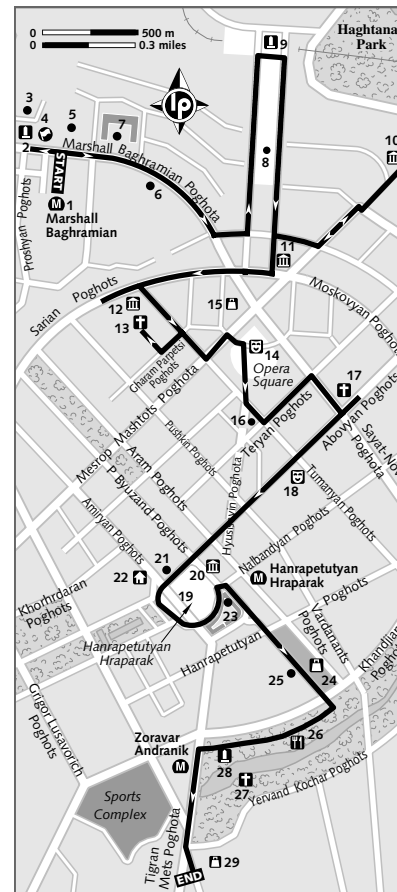 0 500 m
0 0.3 miles
Haghtana
Park
9
3
4
5
7
lp
10
2
START
Marshall Baghramian Poghota
8
M 1
Marshall
Baghramian
6
Proshyan Poghots
11
Sarian Poghots
Moskovyan Poghots
12
13
15
14
Opera
Square
Gharam Parpetsi
Poghots
17
16
Mesrop Mashtots Poghota
Teryan Poghots
Abovyan Poghots
Sayat-Nova
Poghota
Pushkin Poghots
Aram Poghots
P Byuzand Poghots
Hyusisayin Poghota
18
Tumanyan Poghots
Amiryan Poghots
Nalbandyan Poghots
21
20
22
M Hanrapetutyan
Hraparak
19
23
Khorhrdaran
Poghots
Hanrapetutyan
Hraparak
Hanrapetutyan
Poghots
Vardanants
Poghots
24
25
Khandjian
Poghots
Grigor Lusavorich
Poghots
Zoravar
Andranik
M
26
28
27
Yervand Kochar Poghots
Sports
Complex
Tigran
Mets Poghota
29
END